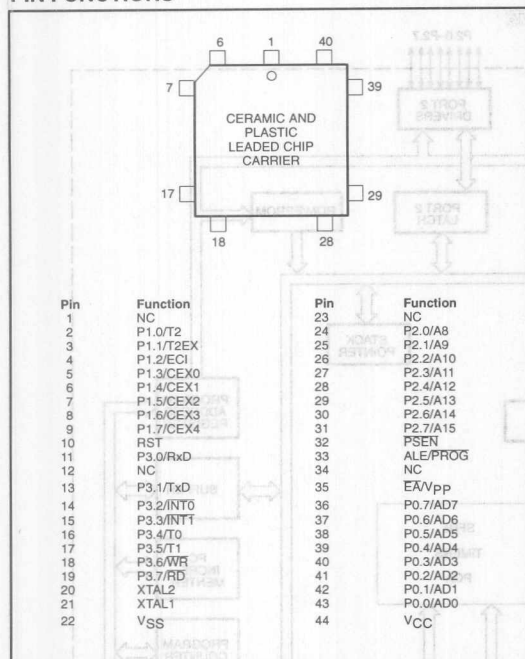 PIN FUNCTIONS
6 1 40
7 39
CERAMIC AND
PLASTIC
LEADED CHIP
CARRIER
17 29
18 28
Pin Function Pin Function
1 NC 23 NC
2 P1.0/T2 24 P2.0/A8
3 P1.1/T2EX 25 P2.1/A9
4 P1.2/ECI 26 P2.2/A10
5 P1.3/CEX0 27 P2.3/A11
6 P1.4/CEX1 28 P2.4/A12
7 P1.5/CEX2 29 P2.5/A13
8 P1.6/CEX3 30 P2.6/A14
9 P1.7/CEX4 31 P2.7/A15
10 RST 32 P̅S̅E̅N̅
11 P3.0/RxD 33 ALE/P̅R̅O̅G̅
12 NC 34 NC
13 P3.1/TxD 35 E̅A̅/VPP
14 P3.2/I̅N̅T̅0̅ 36 P0.7/AD7
15 P3.3/I̅N̅T̅1̅ 37 P0.6/AD6
16 P3.4/T0 38 P0.5/AD5
17 P3.5/T1 39 P0.4/AD4
18 P3.6/W̅R̅ 40 P0.3/AD3
19 P3.7/R̅D̅ 41 P0.2/AD2
20 XTAL2 42 P0.1/AD1
21 XTAL1 43 P0.0/AD0
22 VSS 44 VCC